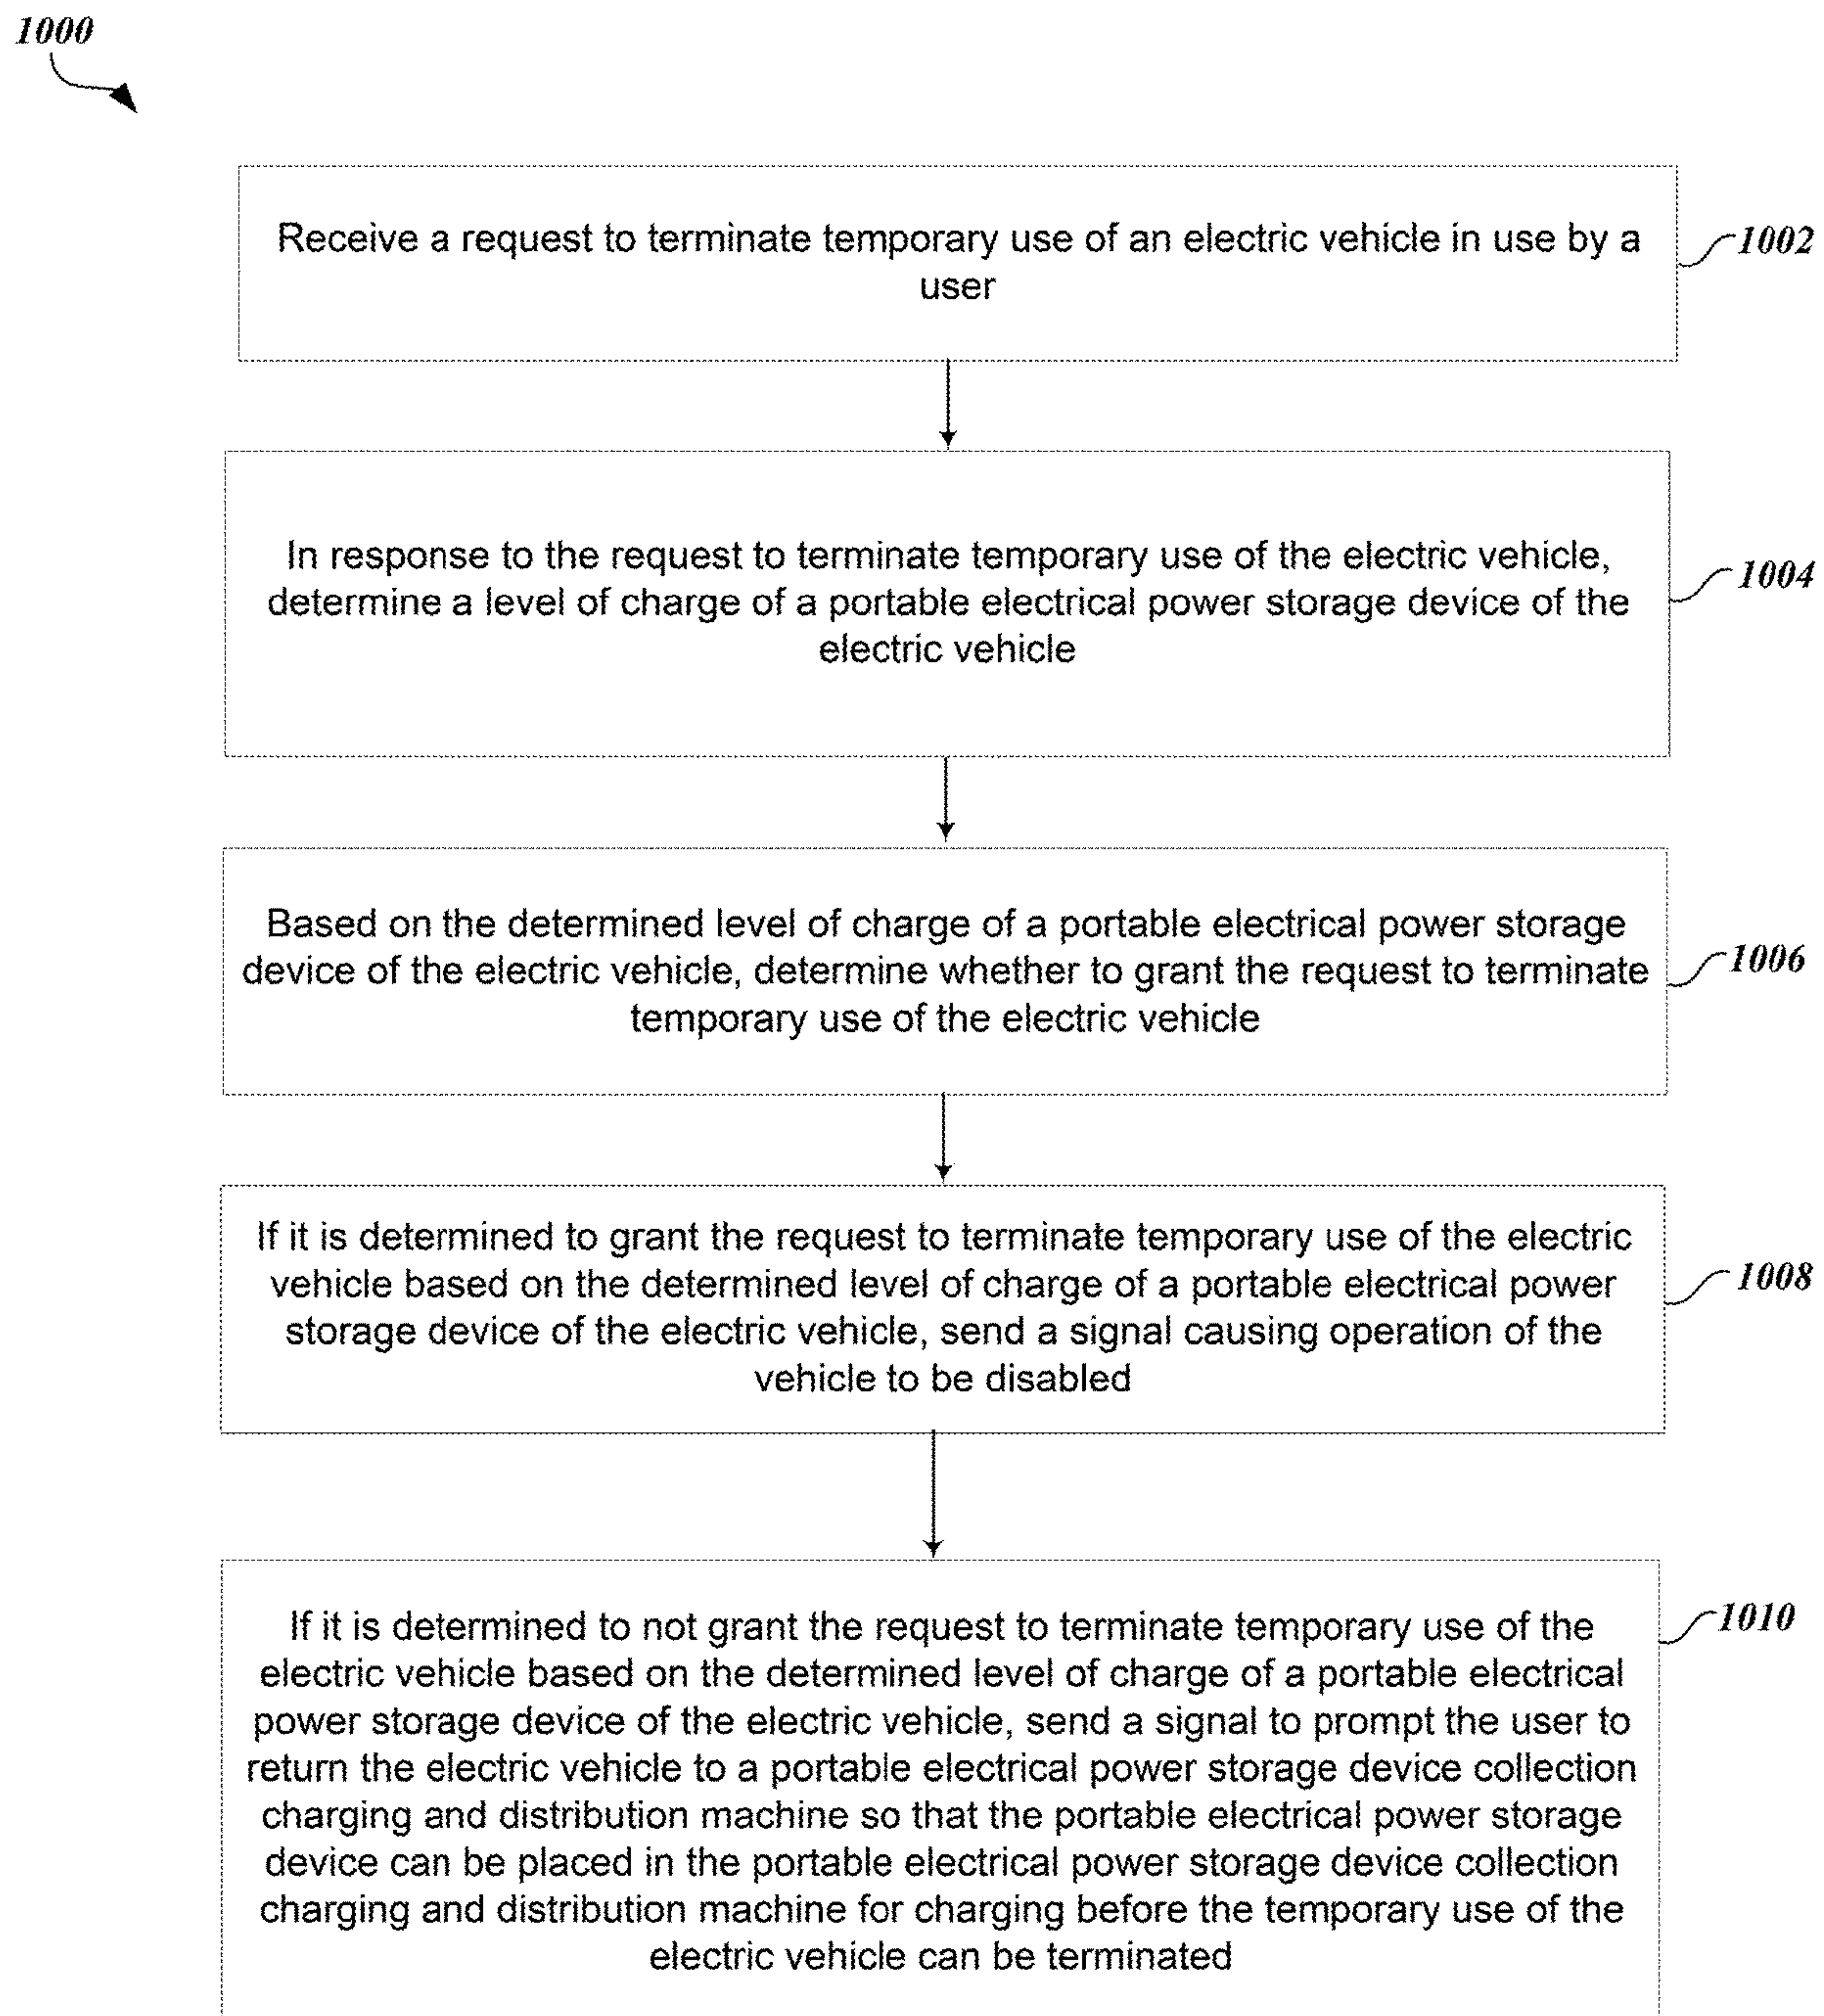 1000
Receive a request to terminate temporary use of an electric vehicle in use by a
user
1002
In response to the request to terminate temporary use of the electric vehicle,
determine a level of charge of a portable electrical power storage device of the
electric vehicle
1004
Based on the determined level of charge of a portable electrical power storage
device of the electric vehicle, determine whether to grant the request to terminate
temporary use of the electric vehicle
1006
If it is determined to grant the request to terminate temporary use of the electric
vehicle based on the determined level of charge of a portable electrical power
storage device of the electric vehicle, send a signal causing operation of the
vehicle to be disabled
1008
If it is determined to not grant the request to terminate temporary use of the
electric vehicle based on the determined level of charge of a portable electrical
power storage device of the electric vehicle, send a signal to prompt the user to
return the electric vehicle to a portable electrical power storage device collection
charging and distribution machine so that the portable electrical power storage
device can be placed in the portable electrical power storage device collection
charging and distribution machine for charging before the temporary use of the
electric vehicle can be terminated
1010